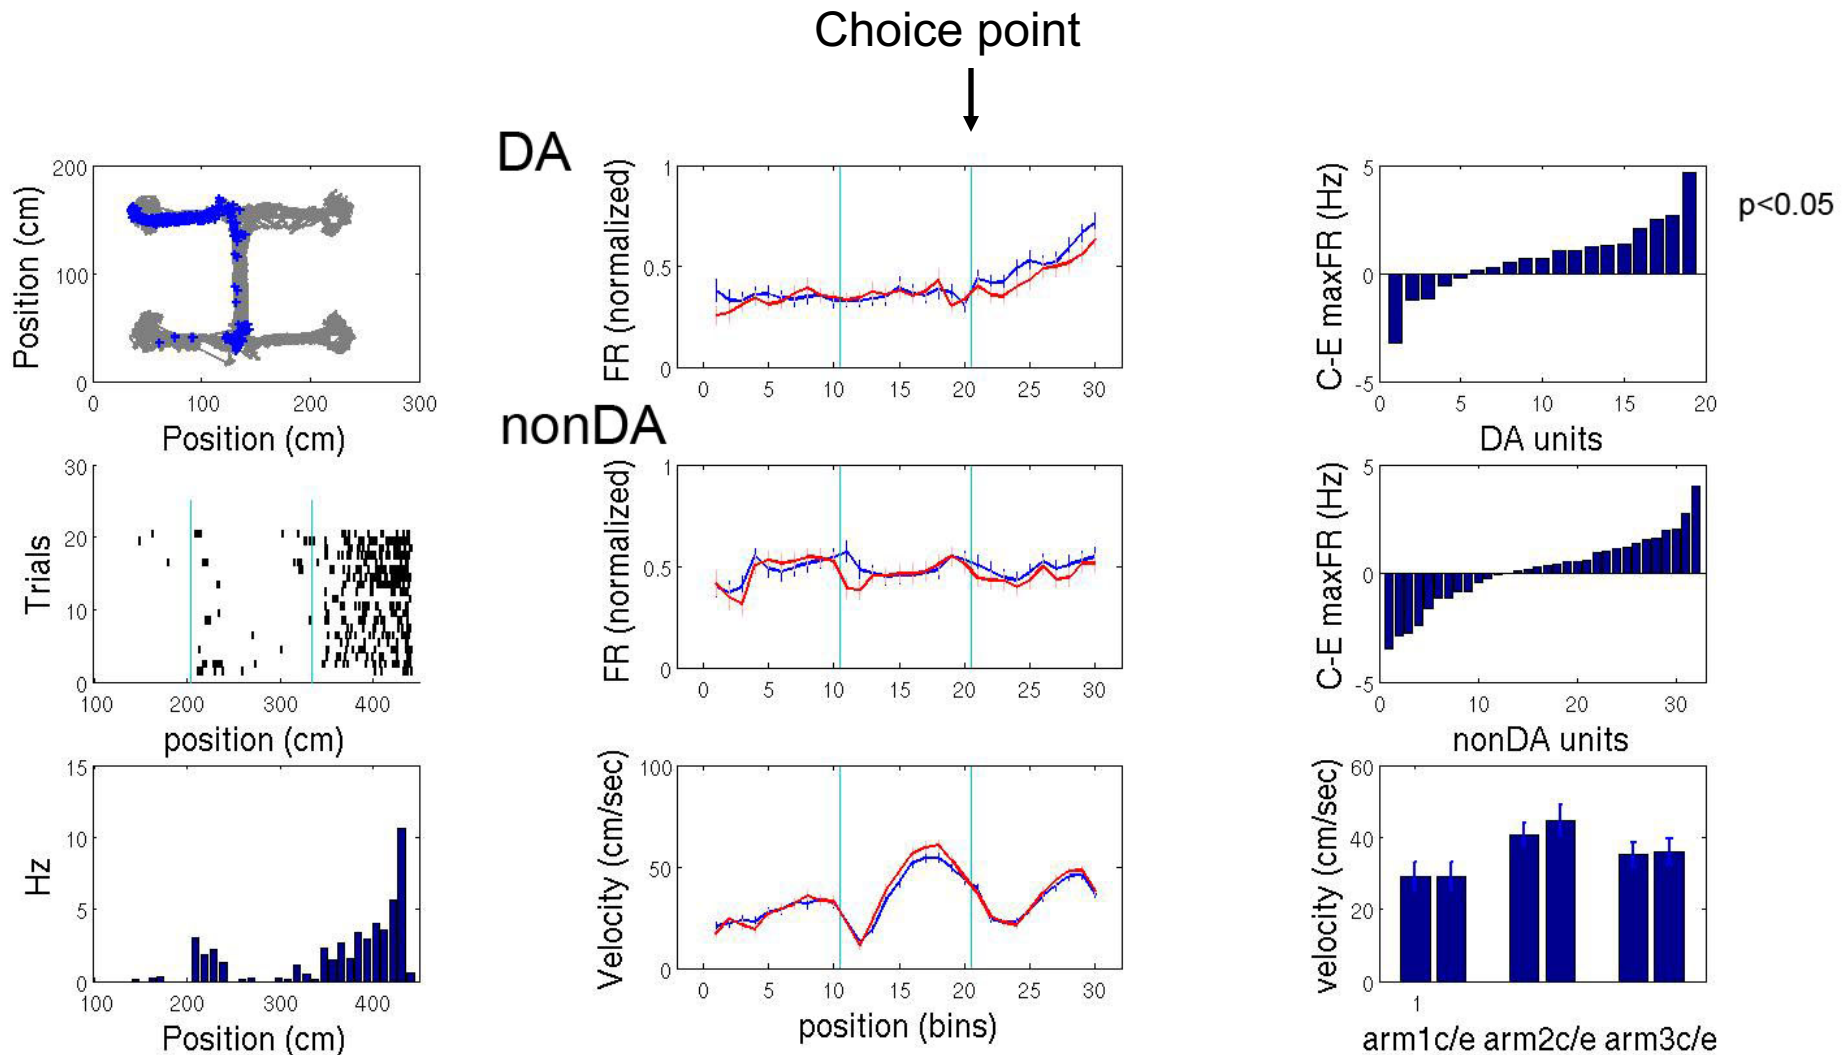 Choice point
DA
Position (cm)
200
100
0
0 100 200 300
Position (cm)
FR (normalized)
1
0.5
0
0 5 10 15 20 25 30
C-E maxFR (Hz)
5
0
-5
0 5 10 15 20
DA units
p<0.05
nonDA
Trials
30
20
10
0
100 200 300 400
position (cm)
FR (normalized)
1
0.5
0
0 5 10 15 20 25 30
C-E maxFR (Hz)
5
0
-5
0 10 20 30
nonDA units
Hz
15
10
5
0
100 200 300 400
Position (cm)
Velocity (cm/sec)
100
50
0
0 5 10 15 20 25 30
position (bins)
velocity (cm/sec)
60
40
20
0
1
arm1c/e arm2c/e arm3c/e